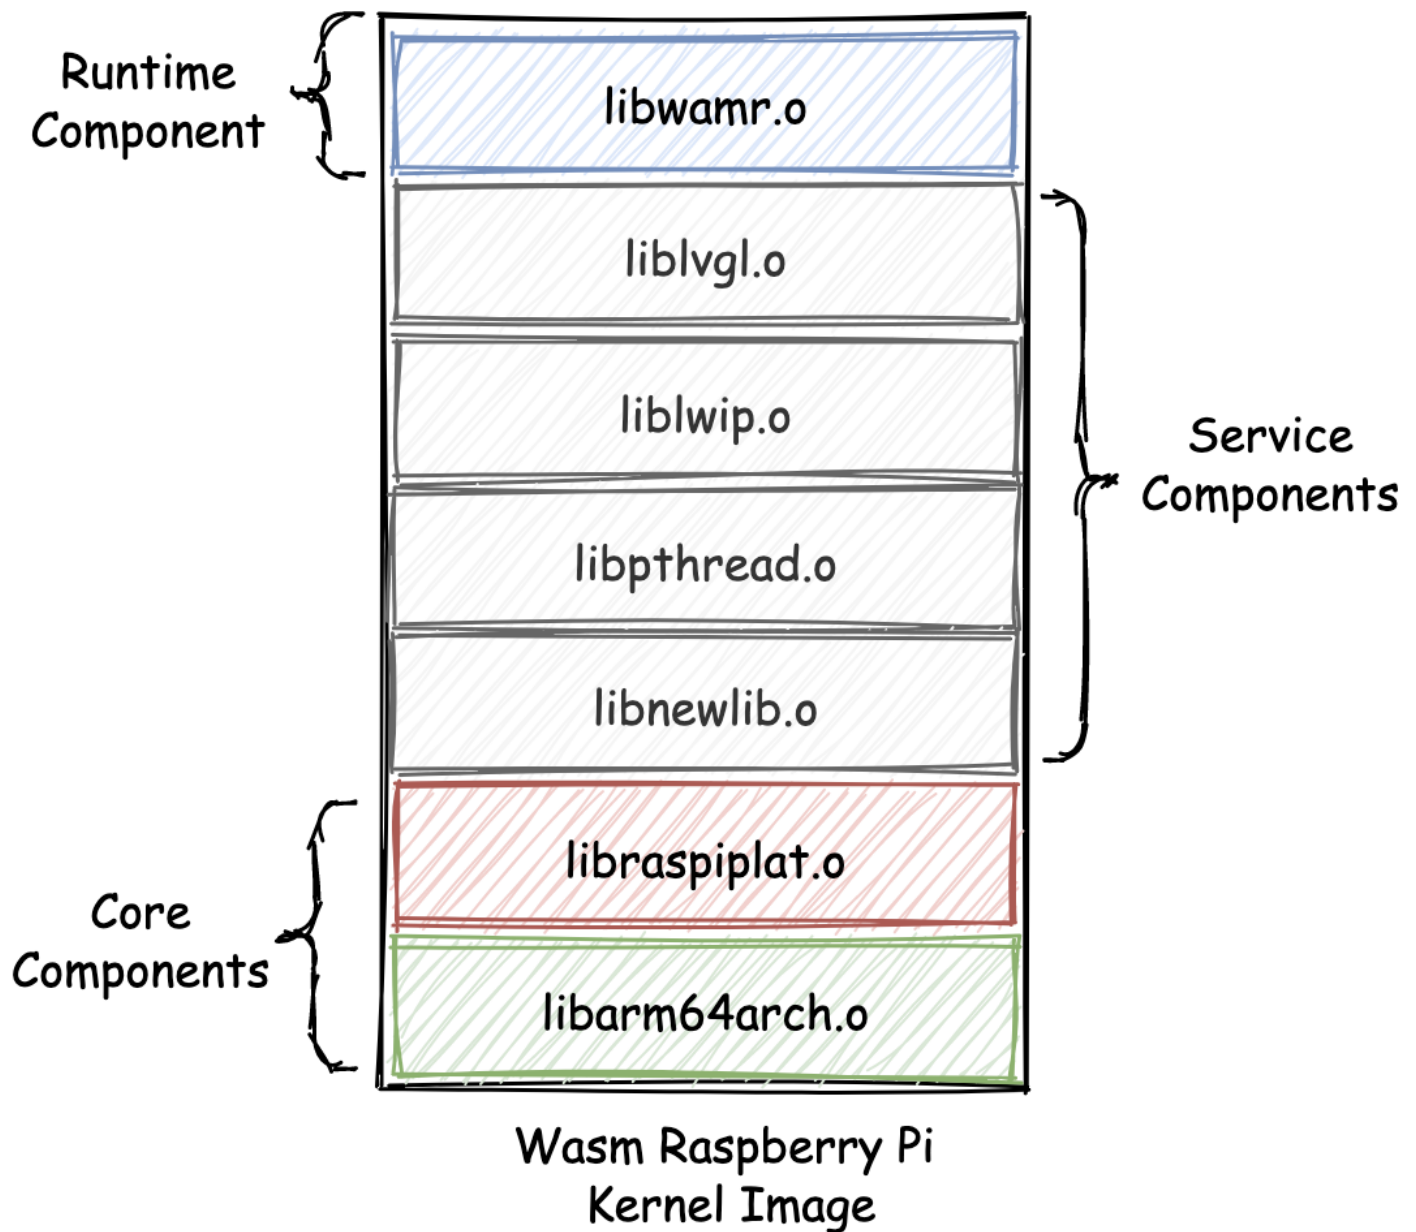 Runtime
Component
libwamr.o
liblvgl.o
liblwip.o
libpthread.o
libnewlib.o
Service
Components
libraspiplat.o
libarm64arch.o
Core
Components
Wasm Raspberry Pi
Kernel Image